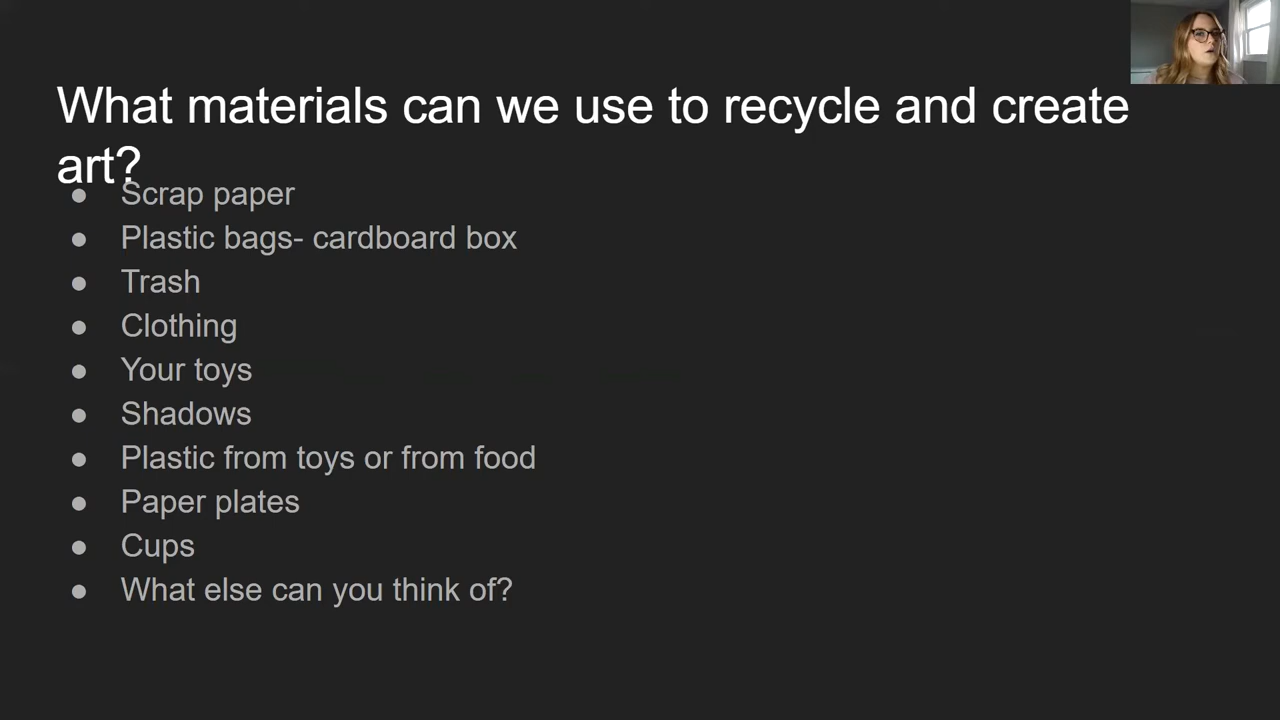 What materials can we use to recycle and create
art?
● Scrap paper
● Plastic bags- cardboard box
● Trash
● Clothing
● Your toys
● Shadows
● Plastic from toys or from food
● Paper plates
● Cups
● What else can you think of?